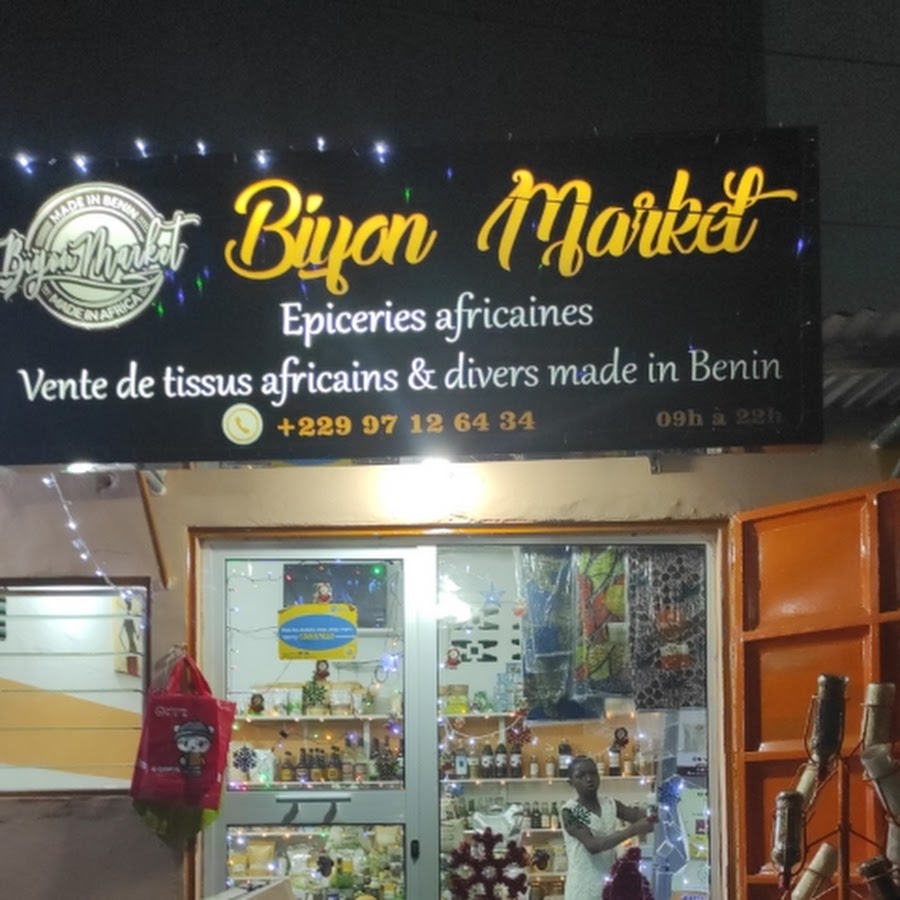 MADE IN BENIN
Biyon Market
MADE IN AFRICA
Biyon Market
Epiceries africaines
Vente de tissus africains & divers made in Benin
+229 97 12 64 34
09h à 22h